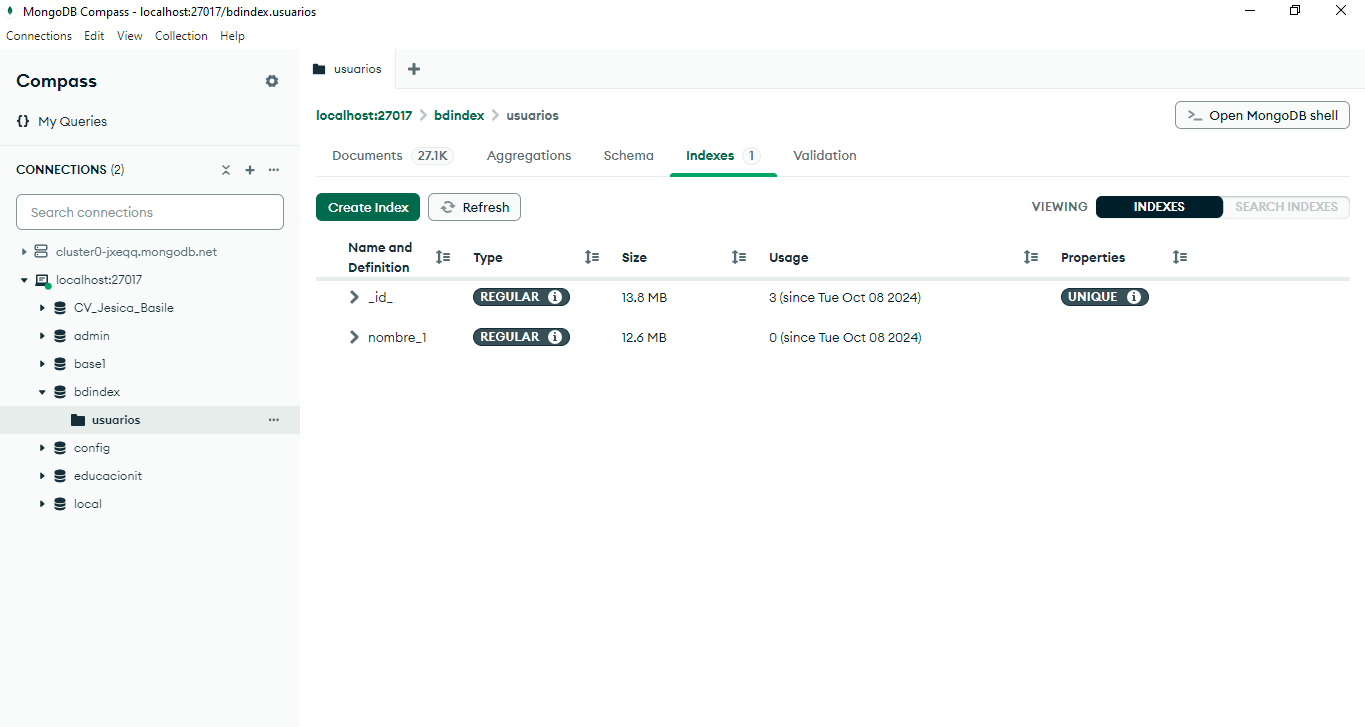 MongoDB Compass - localhost:27017/bdindex.usuarios
Connections Edit View Collection Help
Compass
{} My Queries
CONNECTIONS (2)
Search connections
cluster0-jxeqq.mongodb.net
localhost:27017
CV_Jesica_Basile
admin
base1
bdindex
usuarios
config
educacionit
local
usuarios
localhost:27017 > bdindex > usuarios
>_ Open MongoDB shell
Documents 27.1K Aggregations Schema Indexes 1 Validation
Create Index Refresh VIEWING INDEXES SEARCH INDEXES
Name and Definition Type Size Usage Properties
_id_ REGULAR 13.8 MB 3 (since Tue Oct 08 2024) UNIQUE
nombre_1 REGULAR 12.6 MB 0 (since Tue Oct 08 2024)